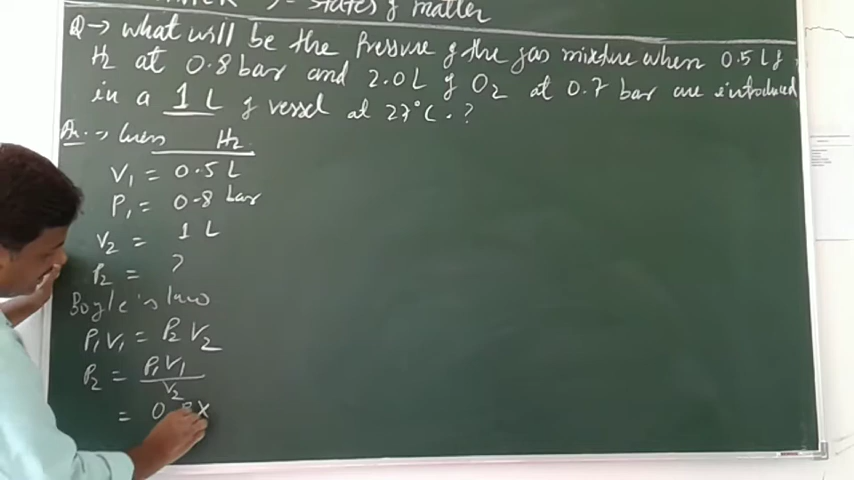 :- States of matter
Q → What will be the Pressure of the gas mixture when 0.5 L of
H2 at 0.8 bar and 2.0 L of O2 at 0.7 bar are introduced
in a 1 L of vessel at 27°C. ?
Given H2
V1 = 0.5 L
P1 = 0.8 bar
V2 = 1 L
P2 = ?
Boyle's law
P1V1 = P2 V2
P2 = P1V1 / V2
= 0.8 x